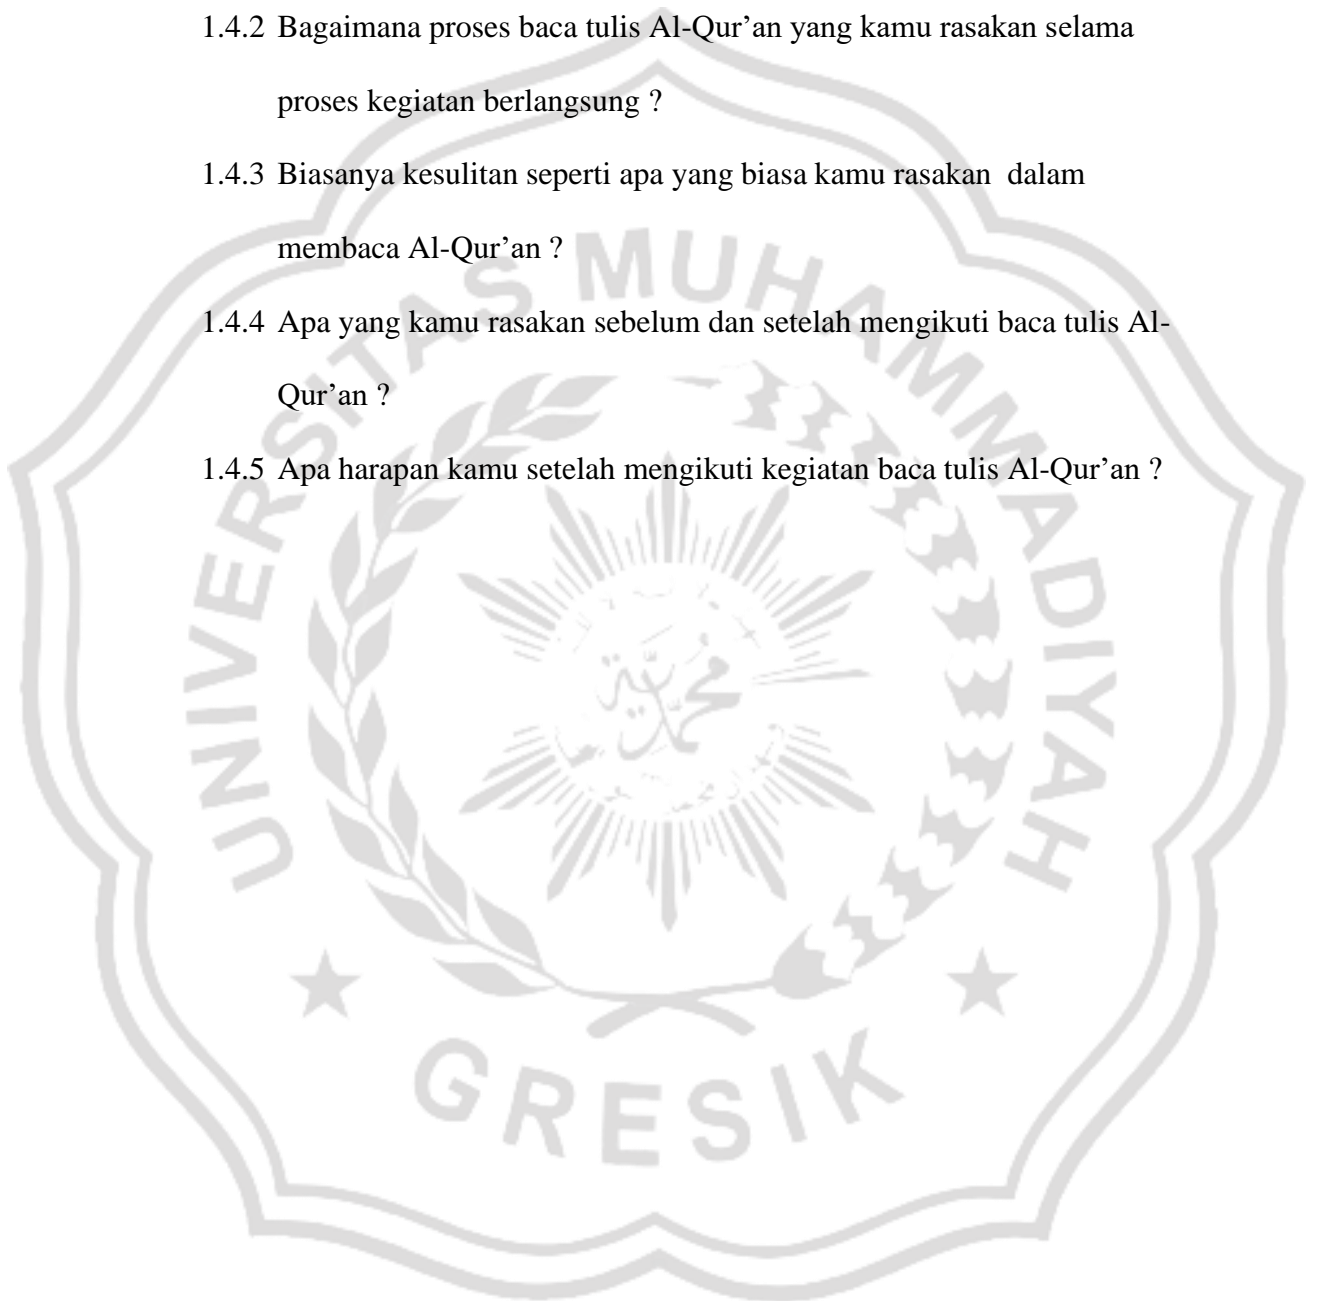 1.4.2 Bagaimana proses baca tulis Al-Qur’an yang kamu rasakan selama
proses kegiatan berlangsung ?
1.4.3 Biasanya kesulitan seperti apa yang biasa kamu rasakan  dalam
membaca Al-Qur’an ?
1.4.4 Apa yang kamu rasakan sebelum dan setelah mengikuti baca tulis Al-
Qur’an ?
1.4.5 Apa harapan kamu setelah mengikuti kegiatan baca tulis Al-Qur’an ?
UNIVERSITAS MUHAMMADIYAH
GRESIK